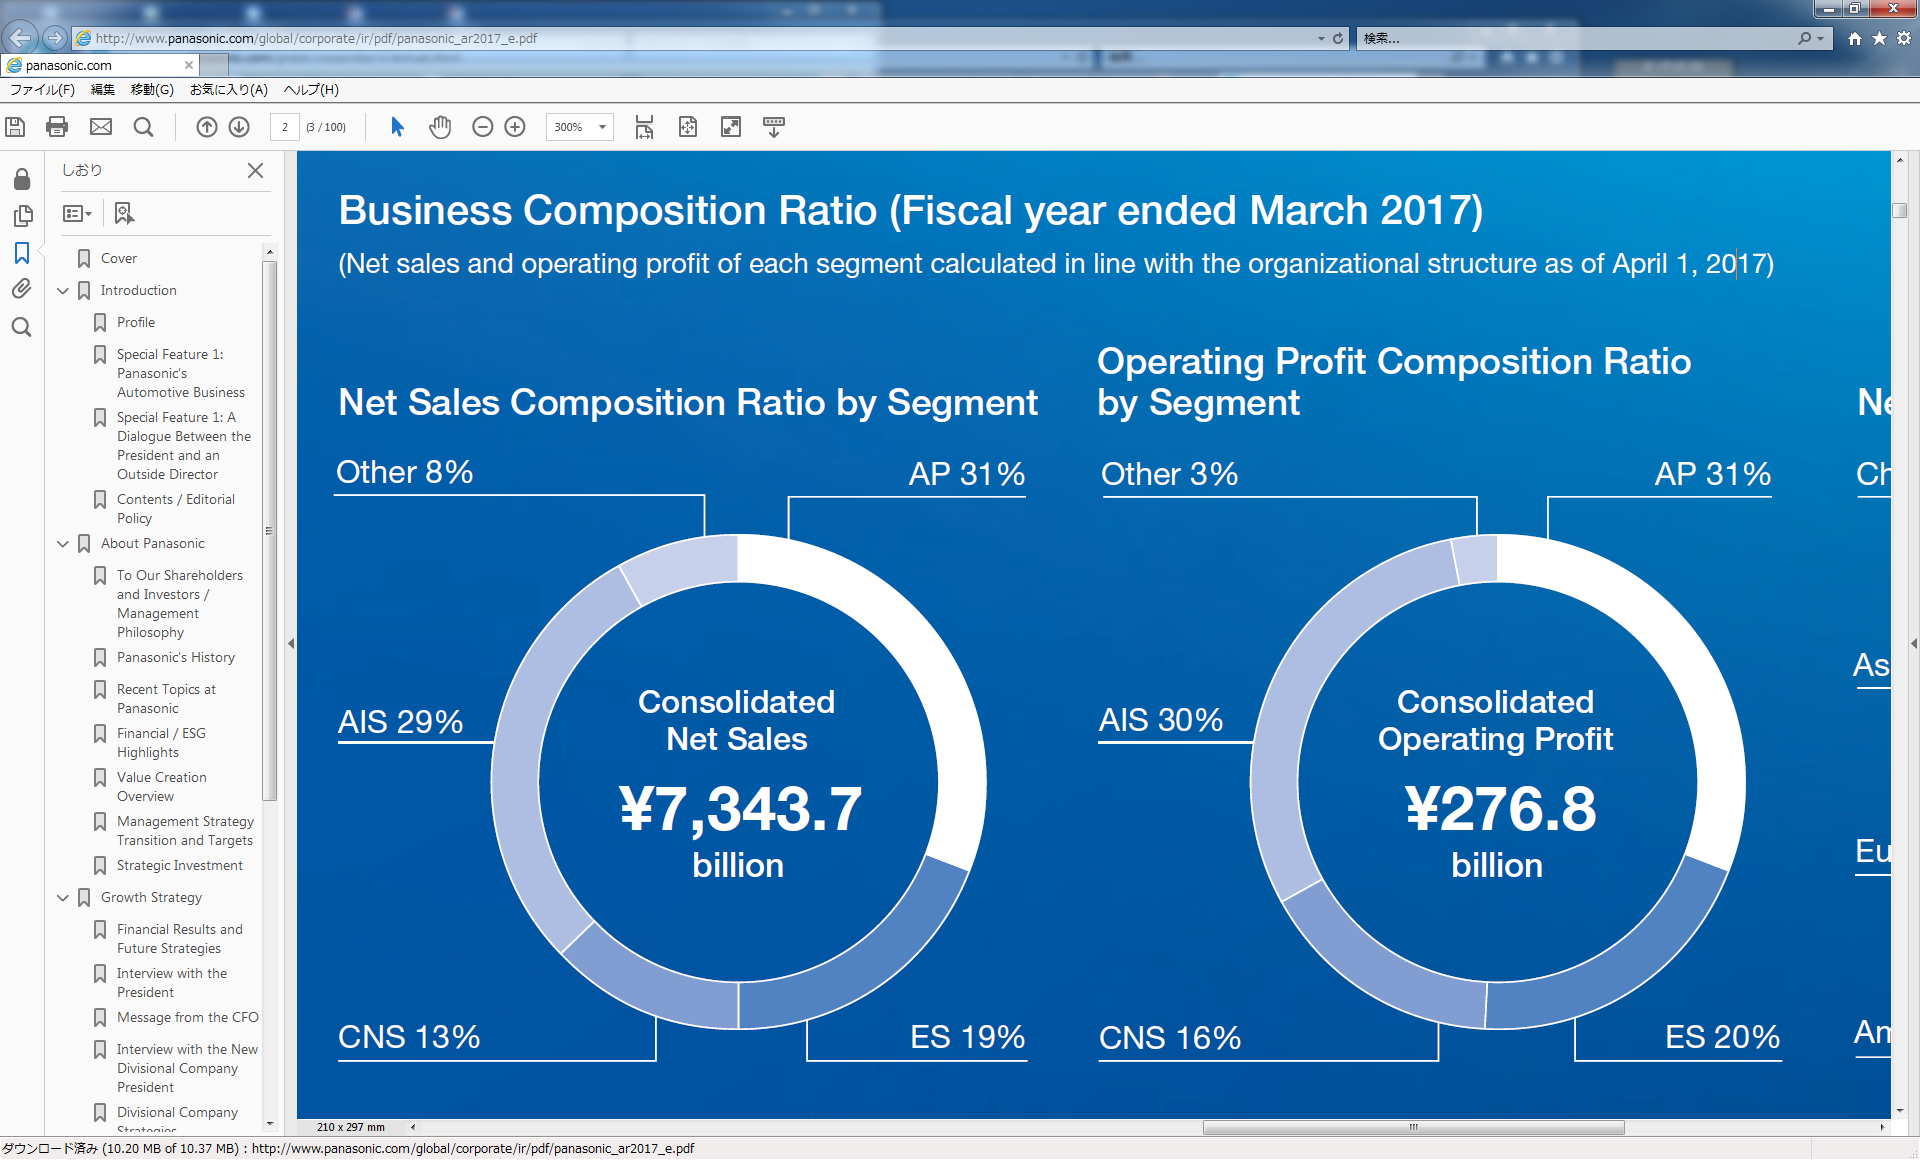 http://www.panasonic.com/global/corporate/ir/pdf/panasonic_ar2017_e.pdf
検索...
panasonic.com
ファイル(F) 編集 移動(G) お気に入り(A) ヘルプ(H)
2 (3 / 100) 300%
しおり
Cover
Introduction
Profile
Special Feature 1:
Panasonic's
Automotive Business
Special Feature 1: A
Dialogue Between the
President and an
Outside Director
Contents / Editorial
Policy
About Panasonic
To Our Shareholders
and Investors /
Management
Philosophy
Panasonic's History
Recent Topics at
Panasonic
Financial / ESG
Highlights
Value Creation
Overview
Management Strategy
Transition and Targets
Strategic Investment
Growth Strategy
Financial Results and
Future Strategies
Interview with the
President
Message from the CFO
Interview with the New
Divisional Company
President
Divisional Company
Strategies
Business Composition Ratio (Fiscal year ended March 2017)
(Net sales and operating profit of each segment calculated in line with the organizational structure as of April 1, 2017)
Net Sales Composition Ratio by Segment
Other 8%
AP 31%
AIS 29%
Consolidated
Net Sales
¥7,343.7
billion
CNS 13%
ES 19%
Operating Profit Composition Ratio
by Segment
Other 3%
AP 31%
AIS 30%
Consolidated
Operating Profit
¥276.8
billion
CNS 16%
ES 20%
Ne
Ch
As
Eu
Am
210 x 297 mm
ダウンロード済み (10.20 MB of 10.37 MB) : http://www.panasonic.com/global/corporate/ir/pdf/panasonic_ar2017_e.pdf